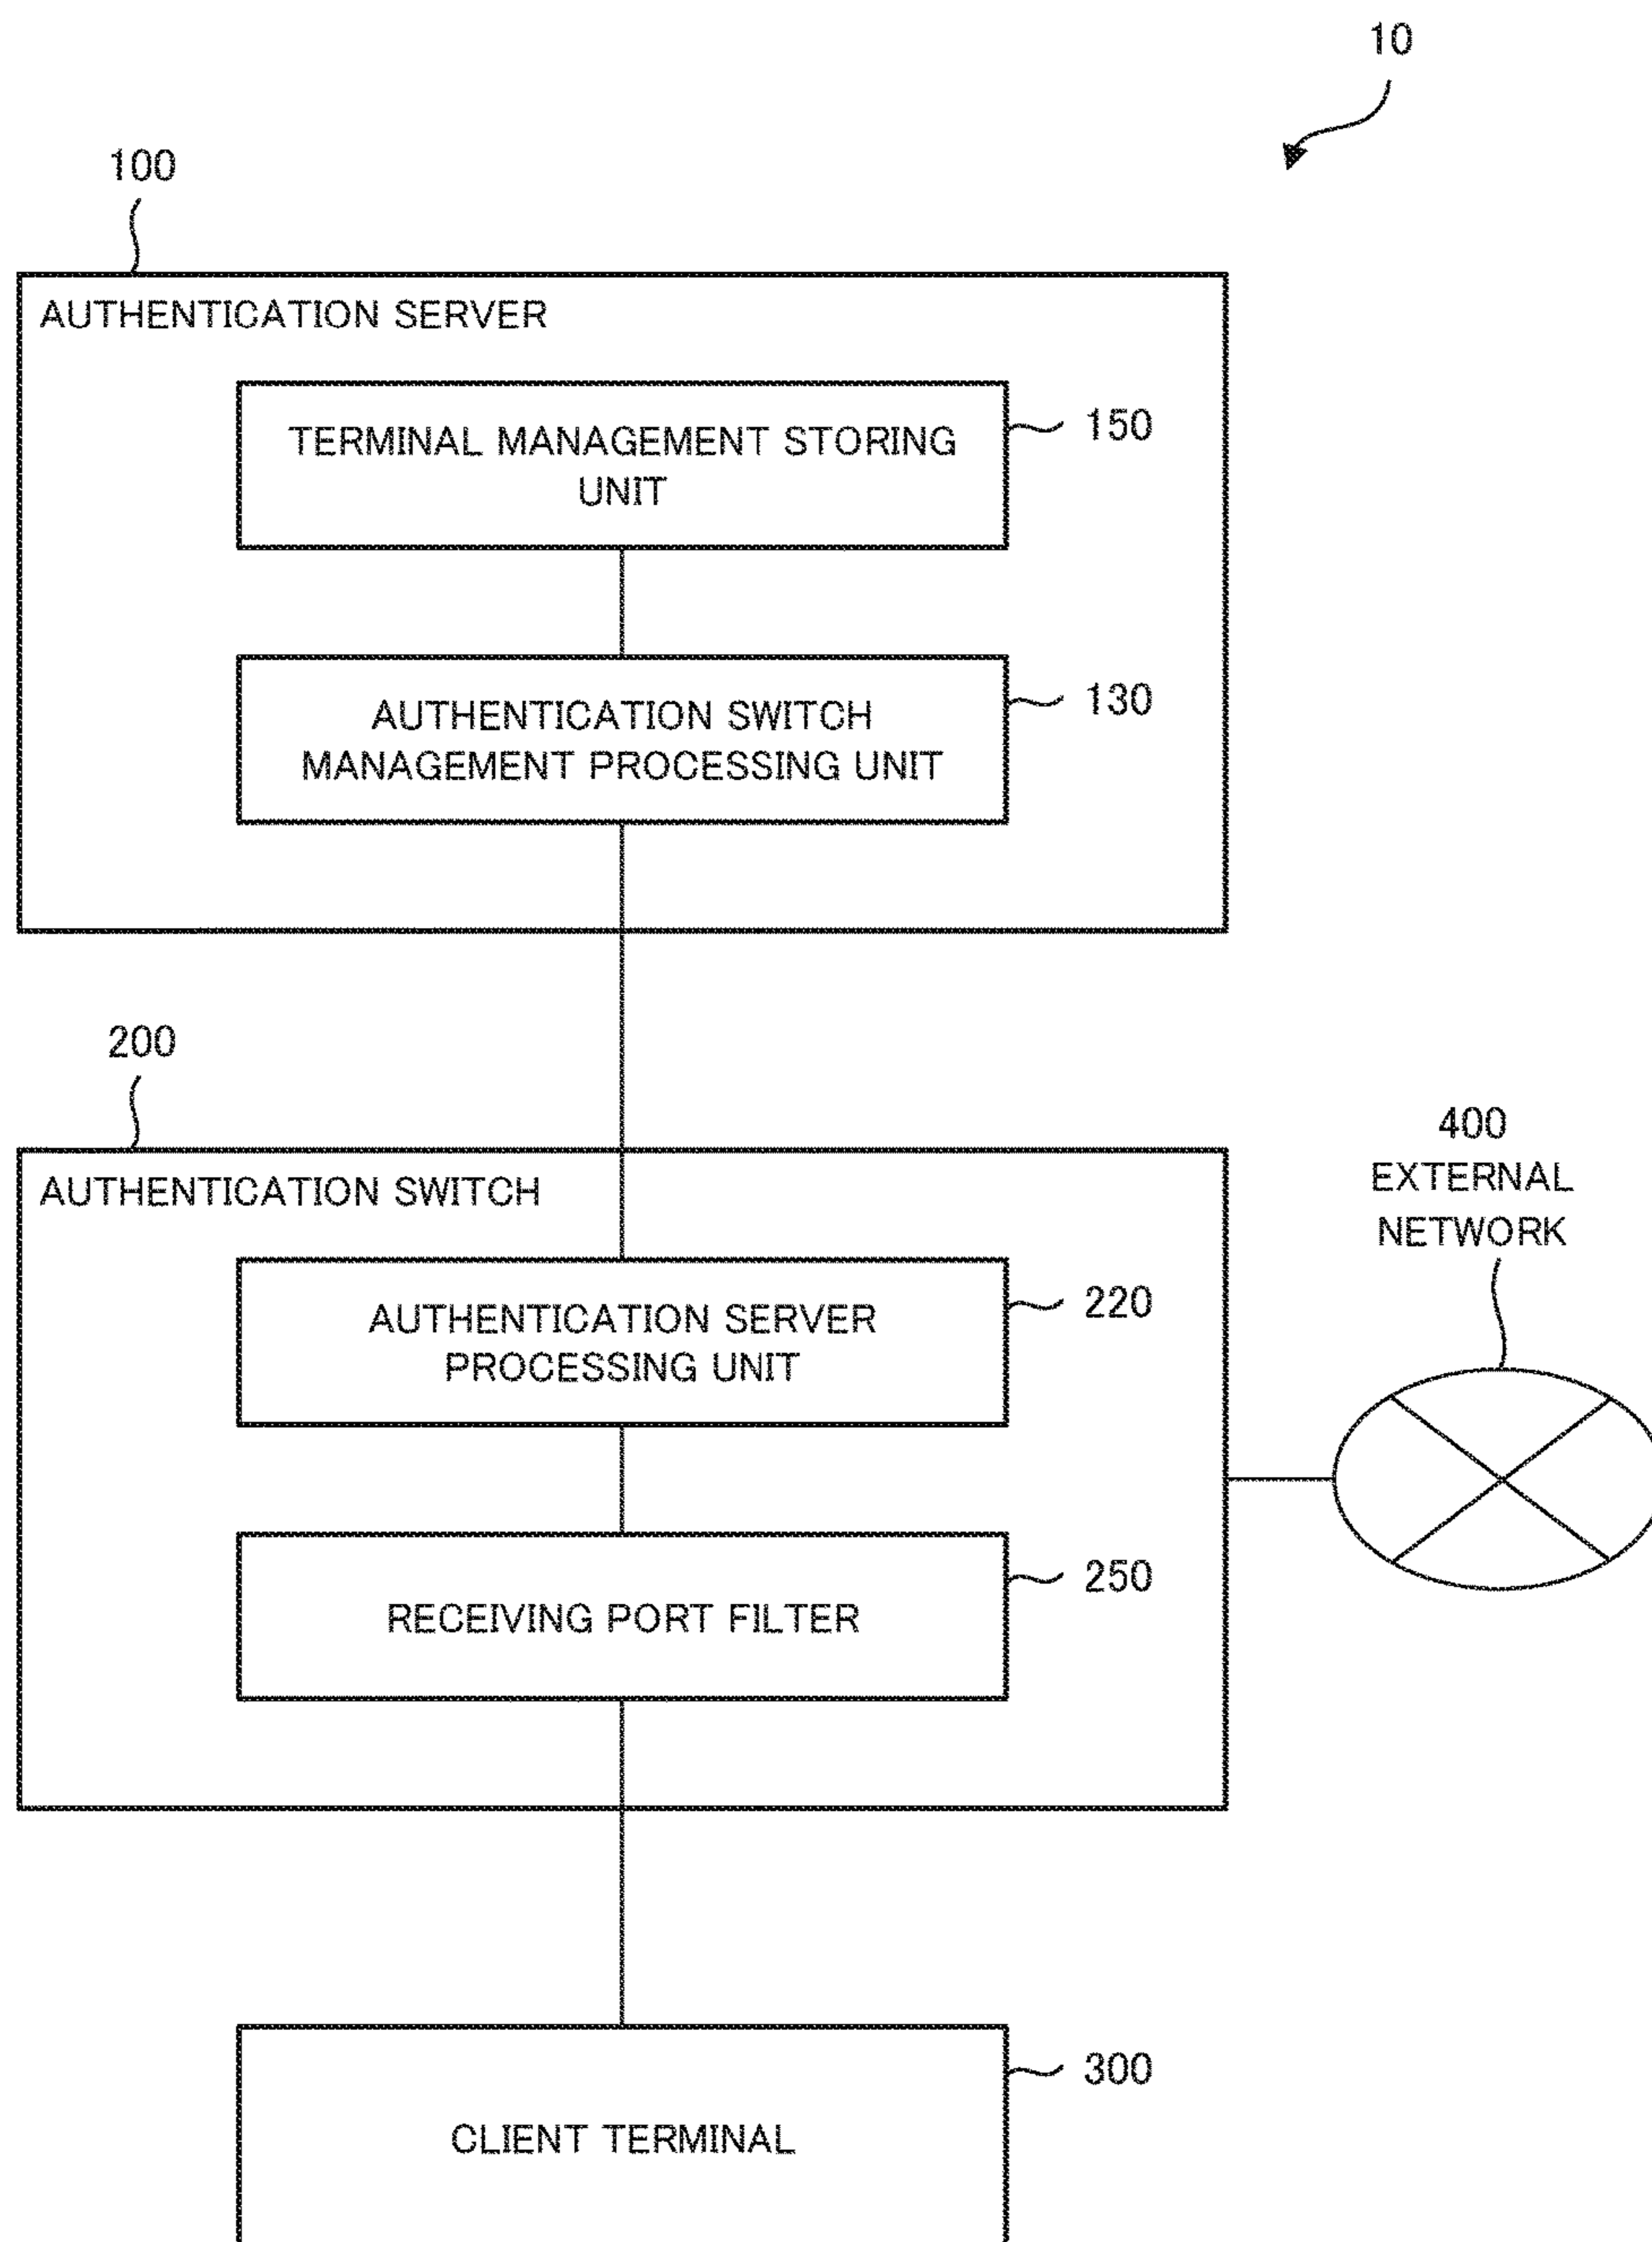 10
100
AUTHENTICATION SERVER
TERMINAL MANAGEMENT STORING
UNIT
150
AUTHENTICATION SWITCH
MANAGEMENT PROCESSING UNIT
130
200
AUTHENTICATION SWITCH
400
EXTERNAL
NETWORK
AUTHENTICATION SERVER
PROCESSING UNIT
220
RECEIVING PORT FILTER
250
CLIENT TERMINAL
300